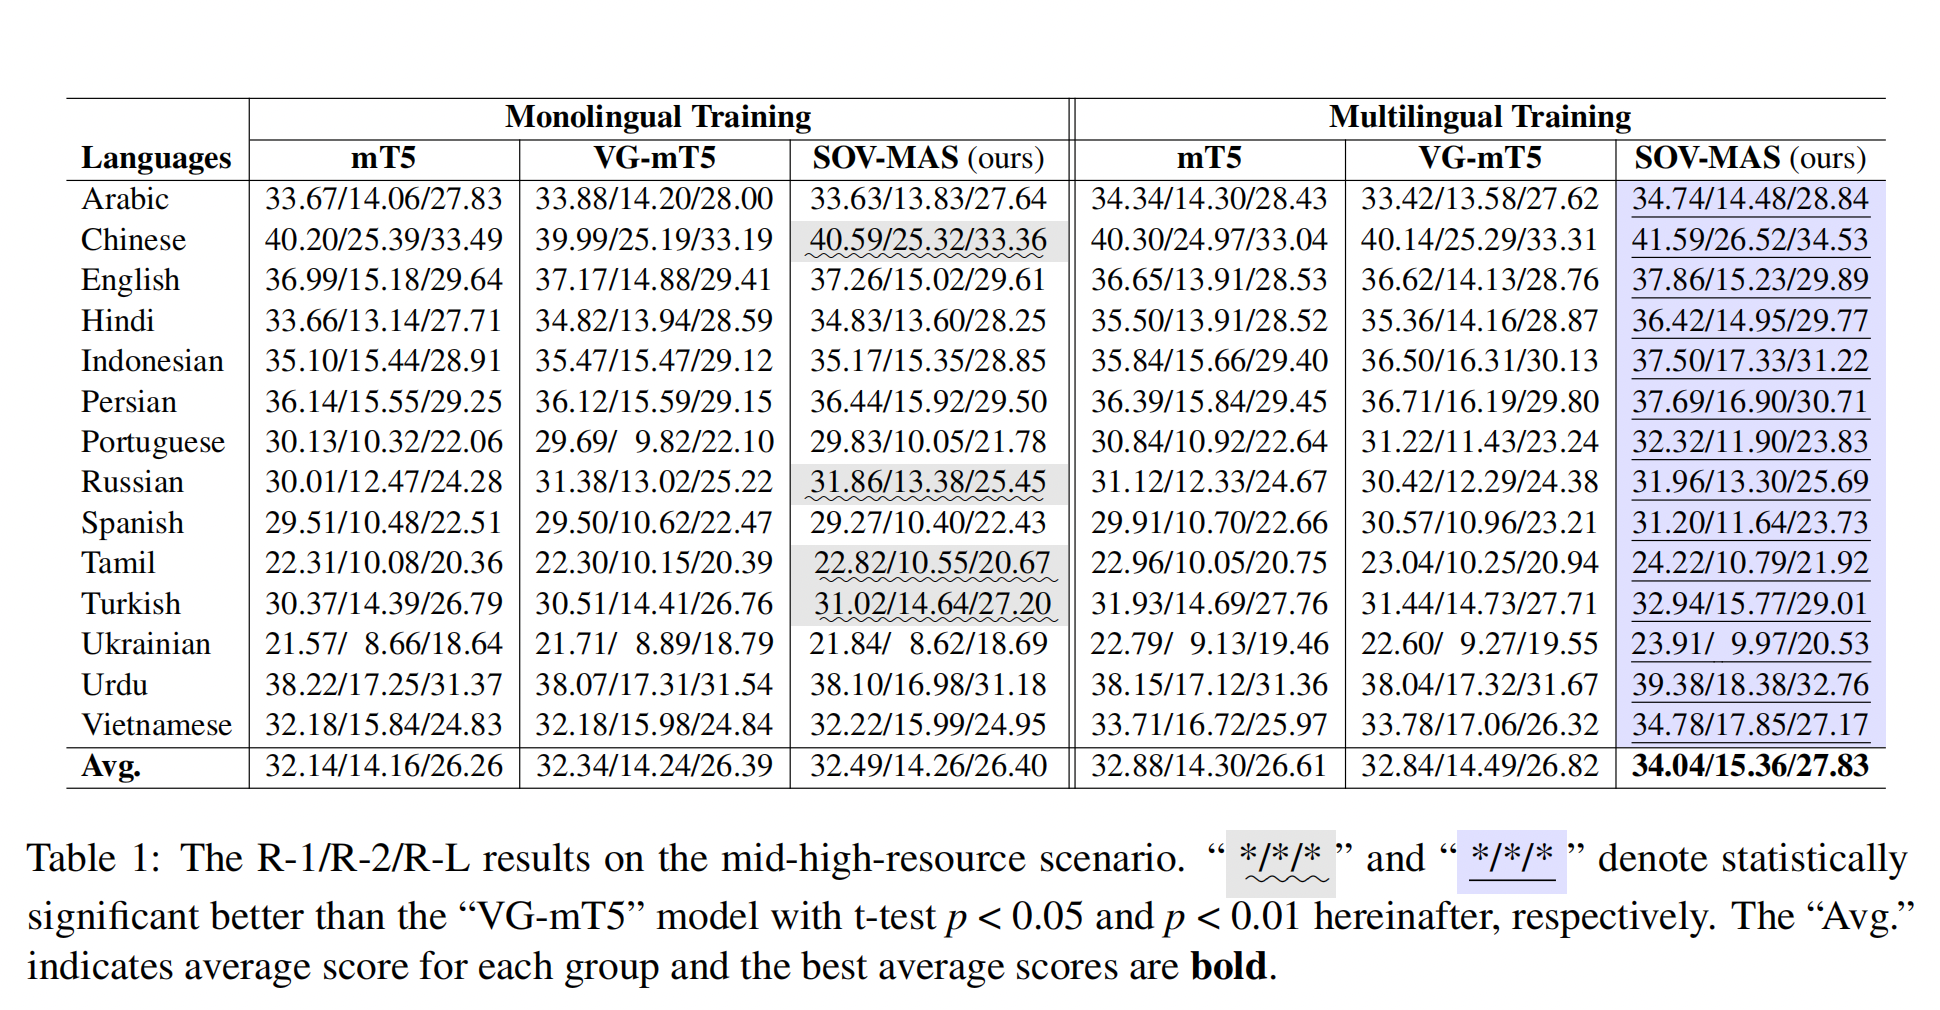 Monolingual Training Multilingual Training
Languages mT5 VG-mT5 SOV-MAS (ours) mT5 VG-mT5 SOV-MAS (ours)
Arabic 33.67/14.06/27.83 33.88/14.20/28.00 33.63/13.83/27.64 34.34/14.30/28.43 33.42/13.58/27.62 34.74/14.48/28.84
Chinese 40.20/25.39/33.49 39.99/25.19/33.19 40.59/25.32/33.36 40.30/24.97/33.04 40.14/25.29/33.31 41.59/26.52/34.53
English 36.99/15.18/29.64 37.17/14.88/29.41 37.26/15.02/29.61 36.65/13.91/28.53 36.62/14.13/28.76 37.86/15.23/29.89
Hindi 33.66/13.14/27.71 34.82/13.94/28.59 34.83/13.60/28.25 35.50/13.91/28.52 35.36/14.16/28.87 36.42/14.95/29.77
Indonesian 35.10/15.44/28.91 35.47/15.47/29.12 35.17/15.35/28.85 35.84/15.66/29.40 36.50/16.31/30.13 37.50/17.33/31.22
Persian 36.14/15.55/29.25 36.12/15.59/29.15 36.44/15.92/29.50 36.39/15.84/29.45 36.71/16.19/29.80 37.69/16.90/30.71
Portuguese 30.13/10.32/22.06 29.69/ 9.82/22.10 29.83/10.05/21.78 30.84/10.92/22.64 31.22/11.43/23.24 32.32/11.90/23.83
Russian 30.01/12.47/24.28 31.38/13.02/25.22 31.86/13.38/25.45 31.12/12.33/24.67 30.42/12.29/24.38 31.96/13.30/25.69
Spanish 29.51/10.48/22.51 29.50/10.62/22.47 29.27/10.40/22.43 29.91/10.70/22.66 30.57/10.96/23.21 31.20/11.64/23.73
Tamil 22.31/10.08/20.36 22.30/10.15/20.39 22.82/10.55/20.67 22.96/10.05/20.75 23.04/10.25/20.94 24.22/10.79/21.92
Turkish 30.37/14.39/26.79 30.51/14.41/26.76 31.02/14.64/27.20 31.93/14.69/27.76 31.44/14.73/27.71 32.94/15.77/29.01
Ukrainian 21.57/ 8.66/18.64 21.71/ 8.89/18.79 21.84/ 8.62/18.69 22.79/ 9.13/19.46 22.60/ 9.27/19.55 23.91/ 9.97/20.53
Urdu 38.22/17.25/31.37 38.07/17.31/31.54 38.10/16.98/31.18 38.15/17.12/31.36 38.04/17.32/31.67 39.38/18.38/32.76
Vietnamese 32.18/15.84/24.83 32.18/15.98/24.84 32.22/15.99/24.95 33.71/16.72/25.97 33.78/17.06/26.32 34.78/17.85/27.17
Avg. 32.14/14.16/26.26 32.34/14.24/26.39 32.49/14.26/26.40 32.88/14.30/26.61 32.84/14.49/26.82 34.04/15.36/27.83
Table 1: The R-1/R-2/R-L results on the mid-high-resource scenario. “ */*/* ” and “ */*/* ” denote statistically
significant better than the “VG-mT5” model with t-test p < 0.05 and p < 0.01 hereinafter, respectively. The “Avg.”
indicates average score for each group and the best average scores are bold.